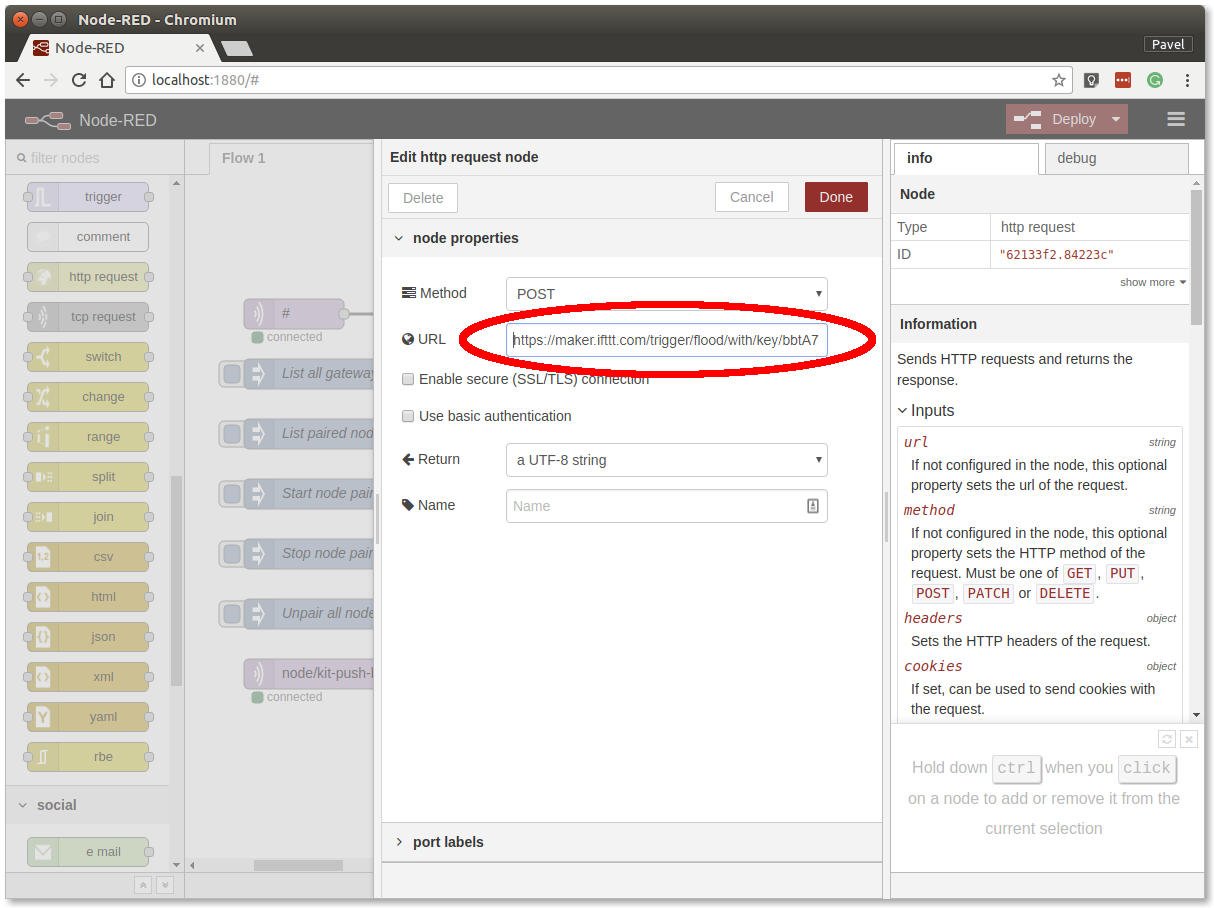 Node-RED - Chromium
Node-RED
Pavel
localhost:1880/#
Node-RED
Deploy
filter nodes
trigger
comment
http request
tcp request
switch
change
range
split
join
csv
html
json
xml
yaml
rbe
social
e mail
Flow 1
#
connected
List all gateway
List paired nod
Start node pair
Stop node pair
Unpair all node
node/kit-push-
connected
Edit http request node
Delete
Cancel
Done
node properties
Method
POST
URL
https://maker.ifttt.com/trigger/flood/with/key/bbtA7
Enable secure (SSL/TLS) connection
Use basic authentication
Return
a UTF-8 string
Name
Name
port labels
info
debug
Node
Type http request
ID "62133f2.84223c"
show more
Information
Sends HTTP requests and returns the
response.
Inputs
url string
If not configured in the node, this optional
property sets the url of the request.
method string
If not configured in the node, this optional
property sets the HTTP method of the
request. Must be one of GET, PUT,
POST, PATCH or DELETE.
headers object
Sets the HTTP headers of the request.
cookies object
If set, can be used to send cookies with
the request.
Hold down ctrl when you click
on a node to add or remove it from the
current selection